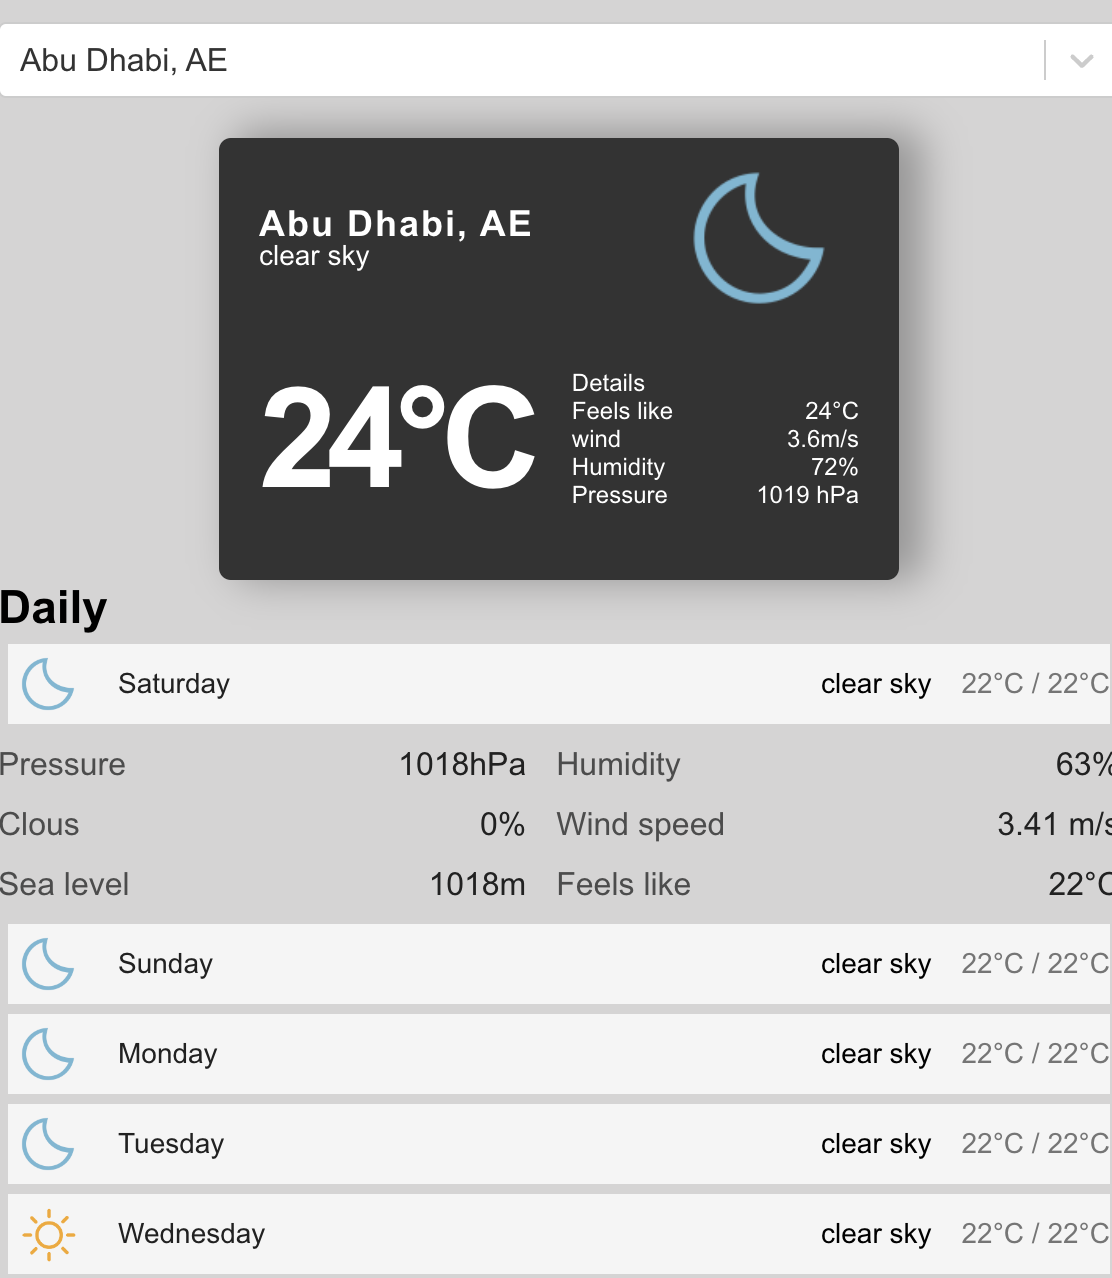 Abu Dhabi, AE
Abu Dhabi, AE
clear sky
24°C
Details
Feels like 24°C
wind 3.6m/s
Humidity 72%
Pressure 1019 hPa
Daily
Saturday clear sky 22°C / 22°C
Pressure 1018hPa Humidity 63%
Clous 0% Wind speed 3.41 m/s
Sea level 1018m Feels like 22°C
Sunday clear sky 22°C / 22°C
Monday clear sky 22°C / 22°C
Tuesday clear sky 22°C / 22°C
Wednesday clear sky 22°C / 22°C